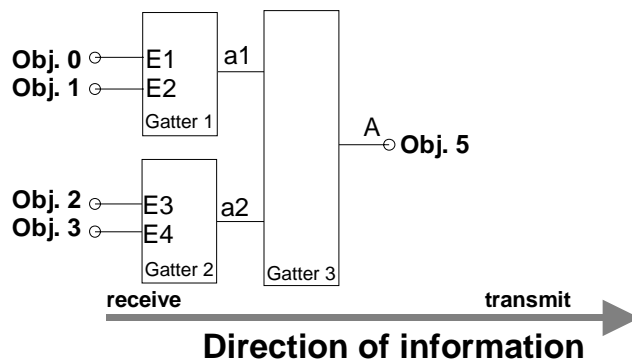 Obj. 0
E1
a1
Obj. 1
E2
Gatter 1
A
Obj. 5
Obj. 2
E3
a2
Obj. 3
E4
Gatter 2
Gatter 3
receive
transmit
Direction of information